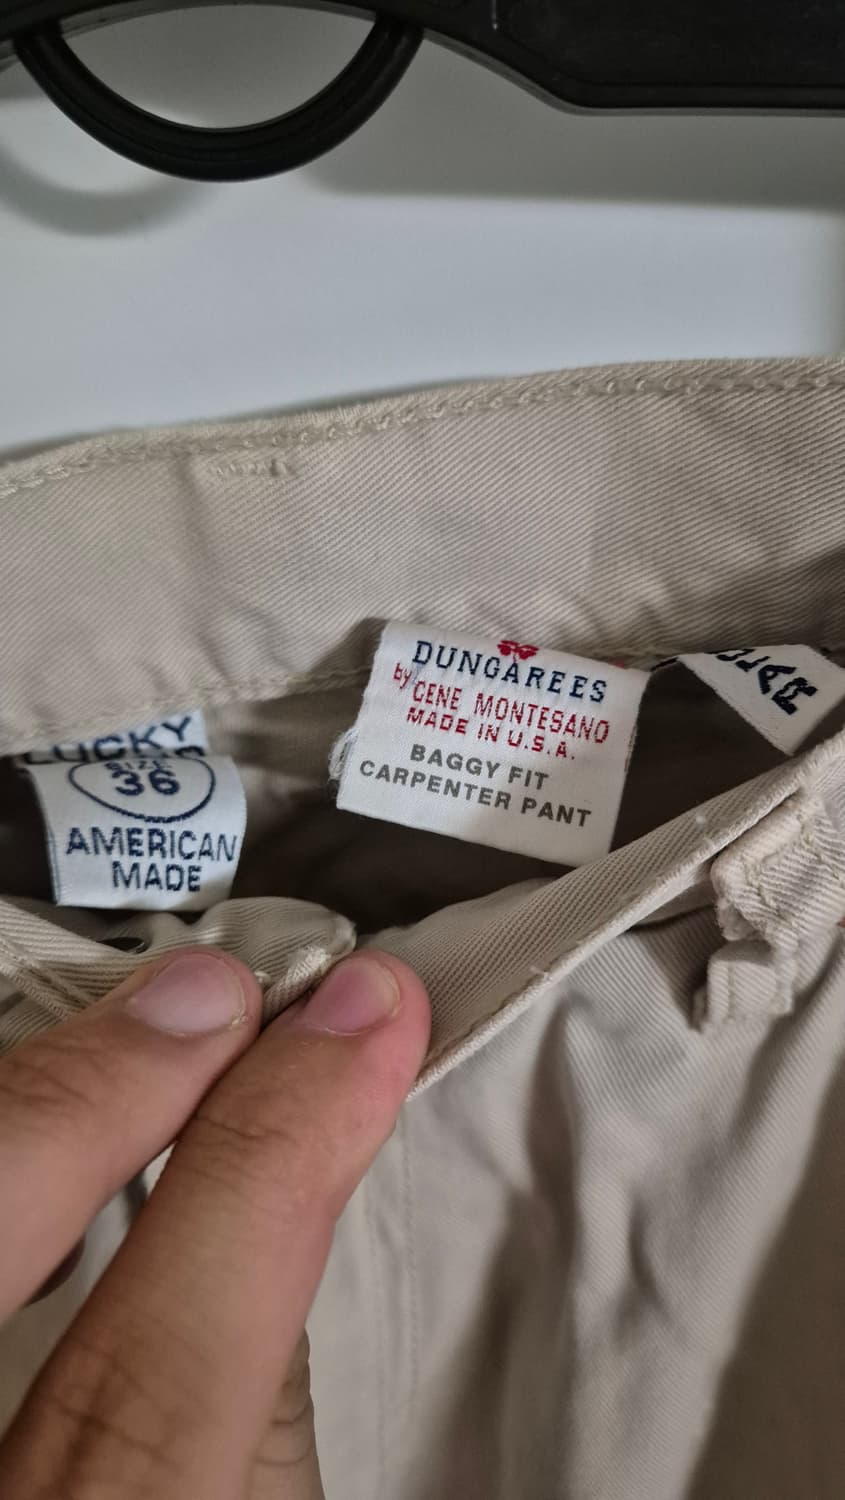 LUCKY
SIZE
36
AMERICAN
MADE
DUNGAREES
by GENE MONTESANO
MADE IN U.S.A.
BAGGY FIT
CARPENTER PANT